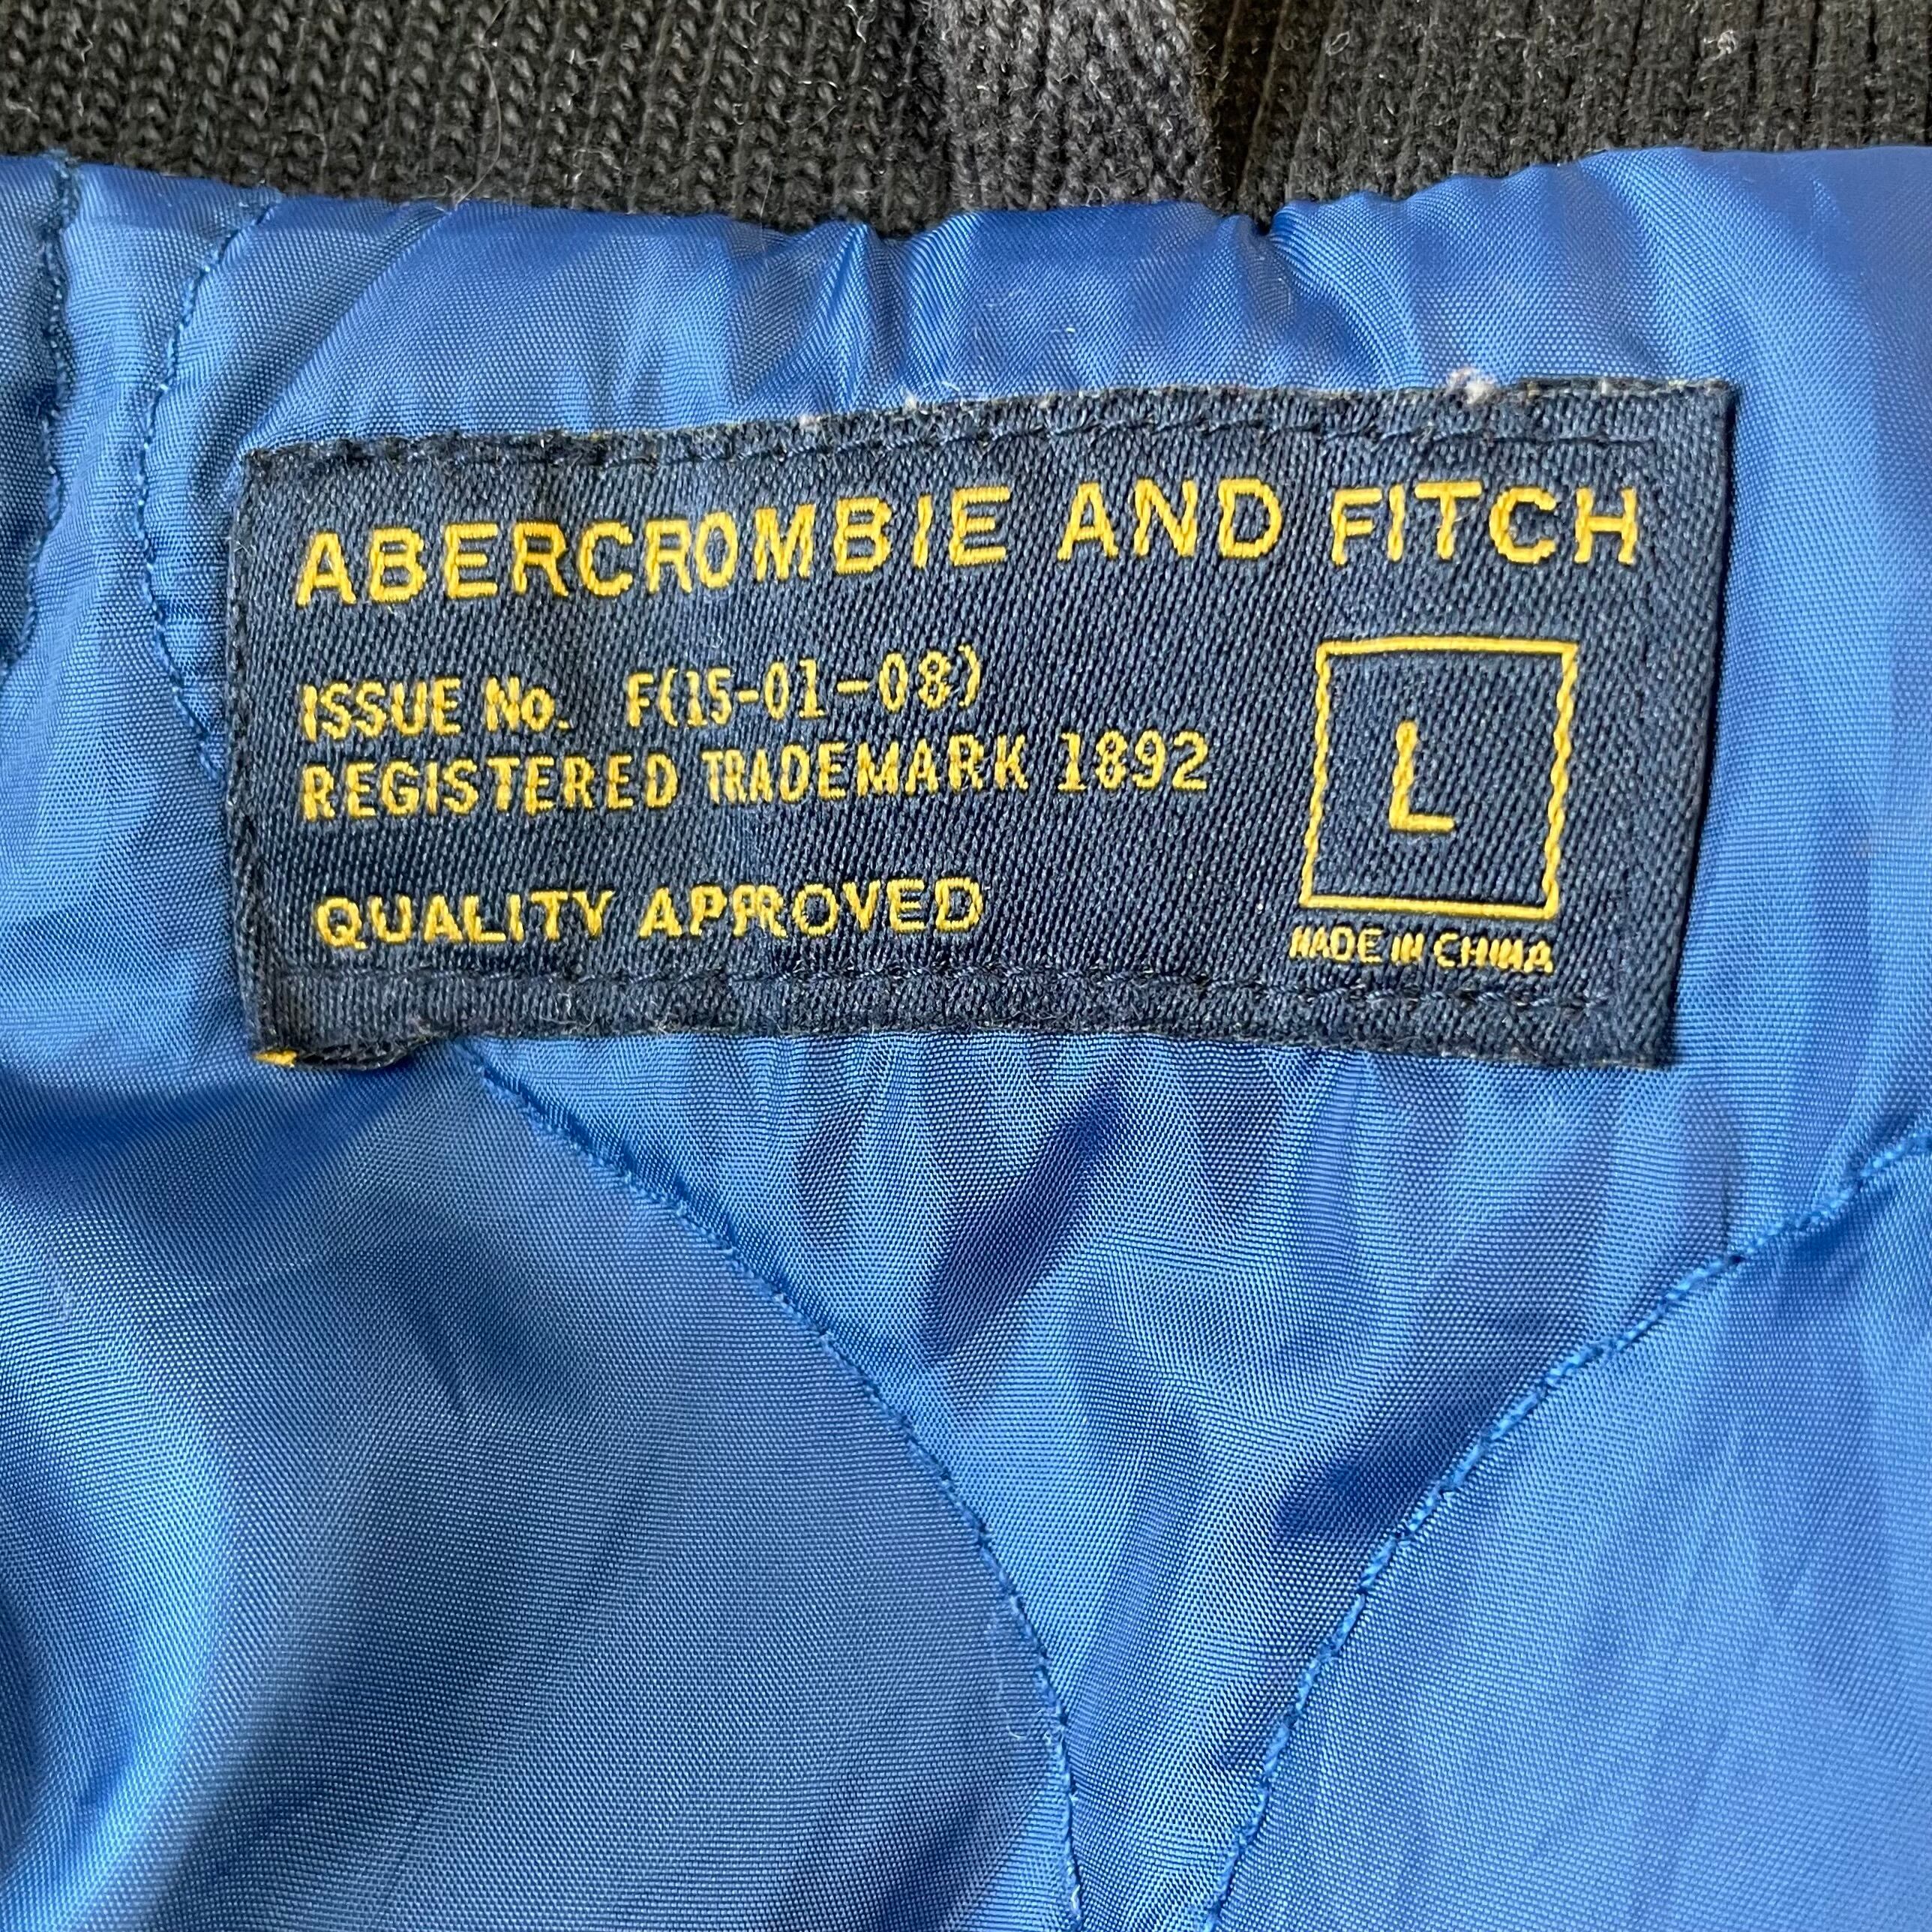 ABERCROMBIE AND FITCH
ISSUE No. F(15-01-08)
REGISTERED TRADEMARK 1892
L
QUALITY APPROVED
MADE IN CHINA